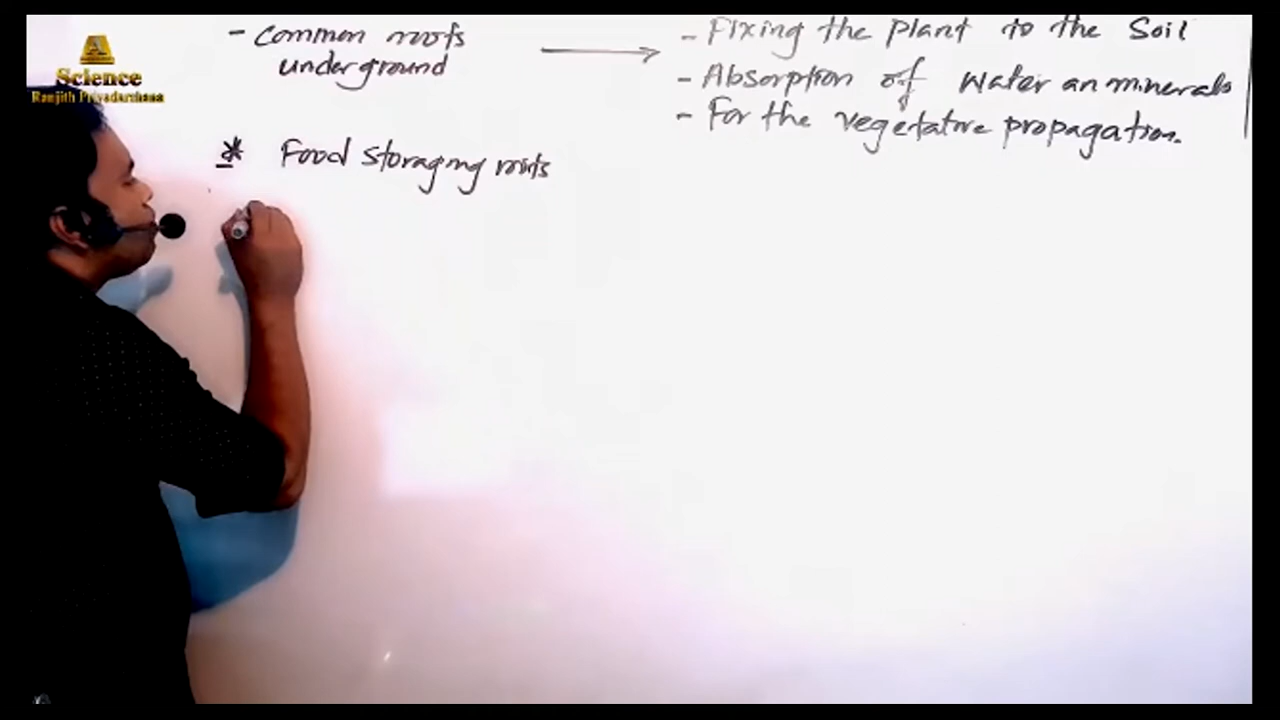 Science
Ranjith Priyadarshana
- Common roots
underground
- Fixing the plant to the Soil
- Absorption of water an minerals
- For the vegetative propagation.
* Food storaging roots